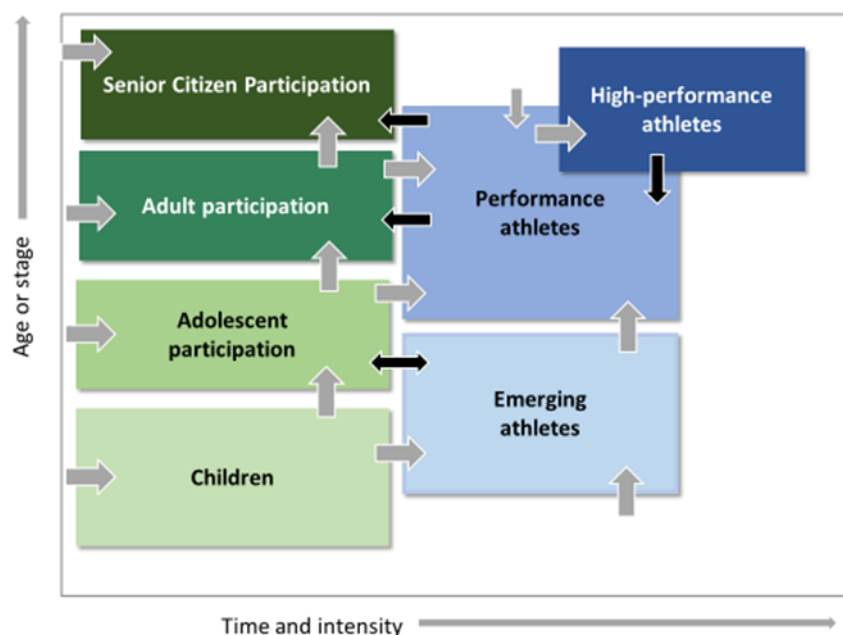 Senior Citizen Participation
High-performance
athletes
Adult participation
Performance
athletes
Adolescent
participation
Emerging
athletes
Children
Age or stage
Time and intensity